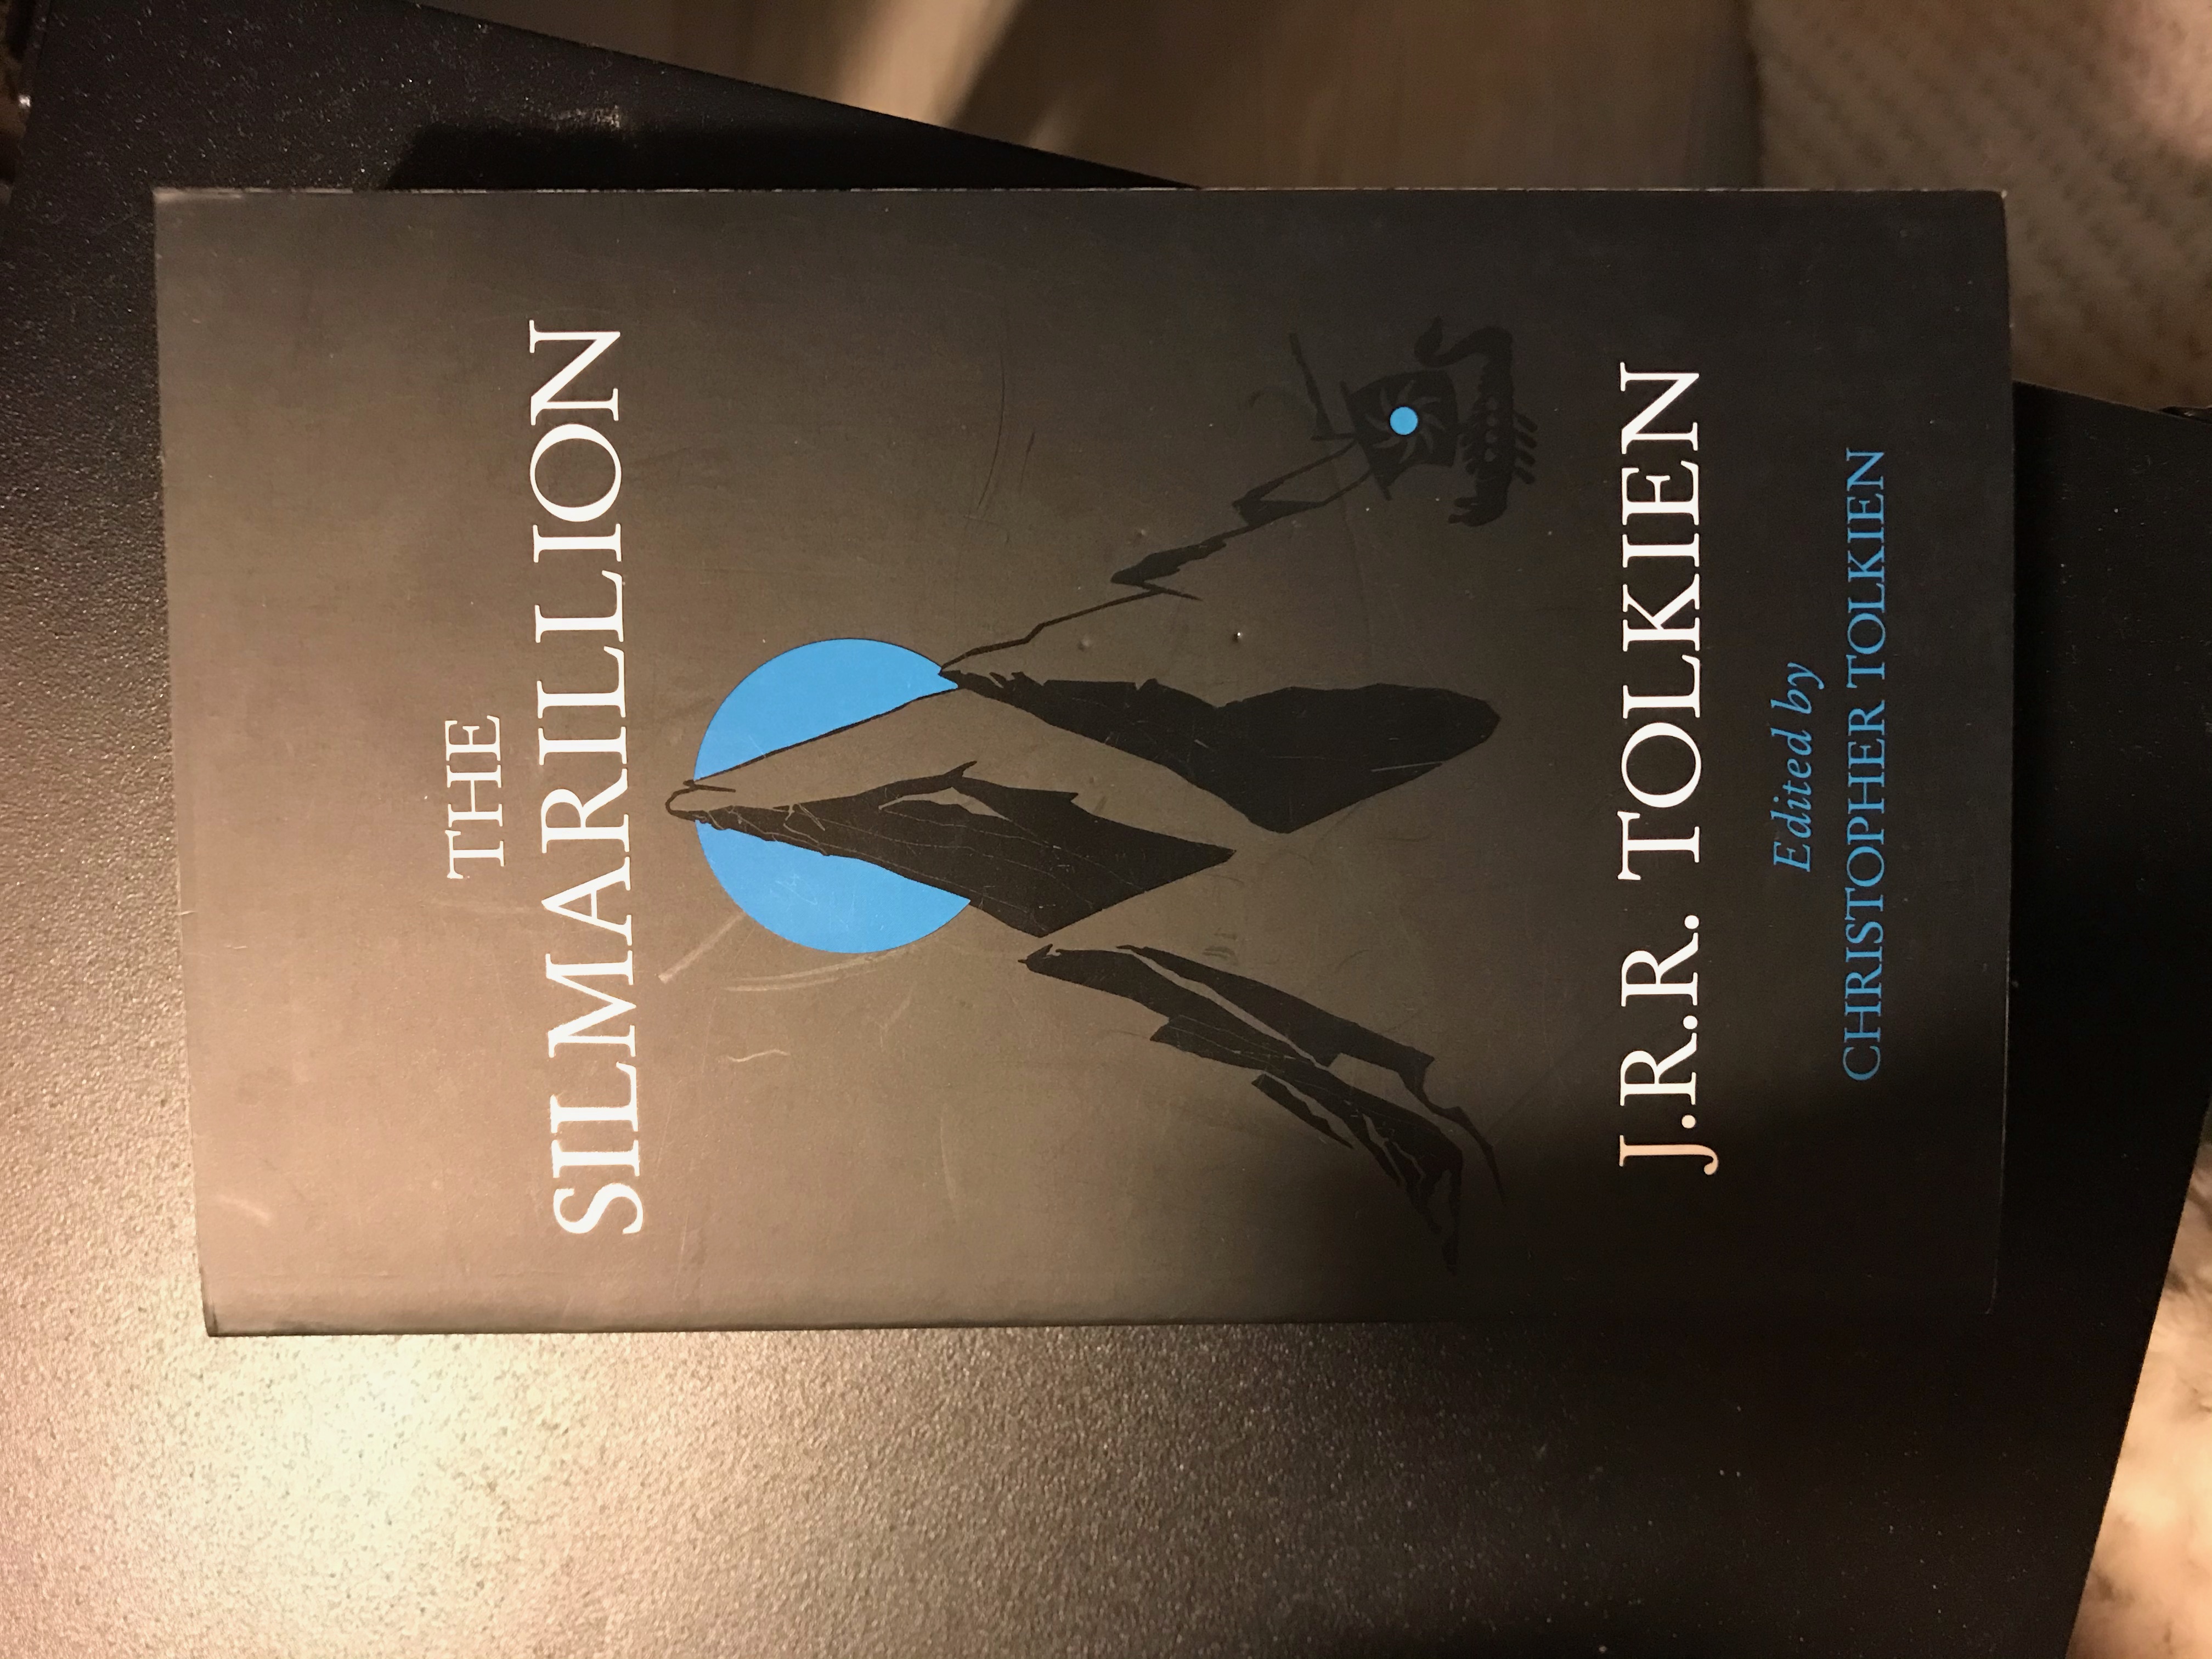 THE
SILMARILLION
J.R.R. TOLKIEN
Edited by
CHRISTOPHER TOLKIEN